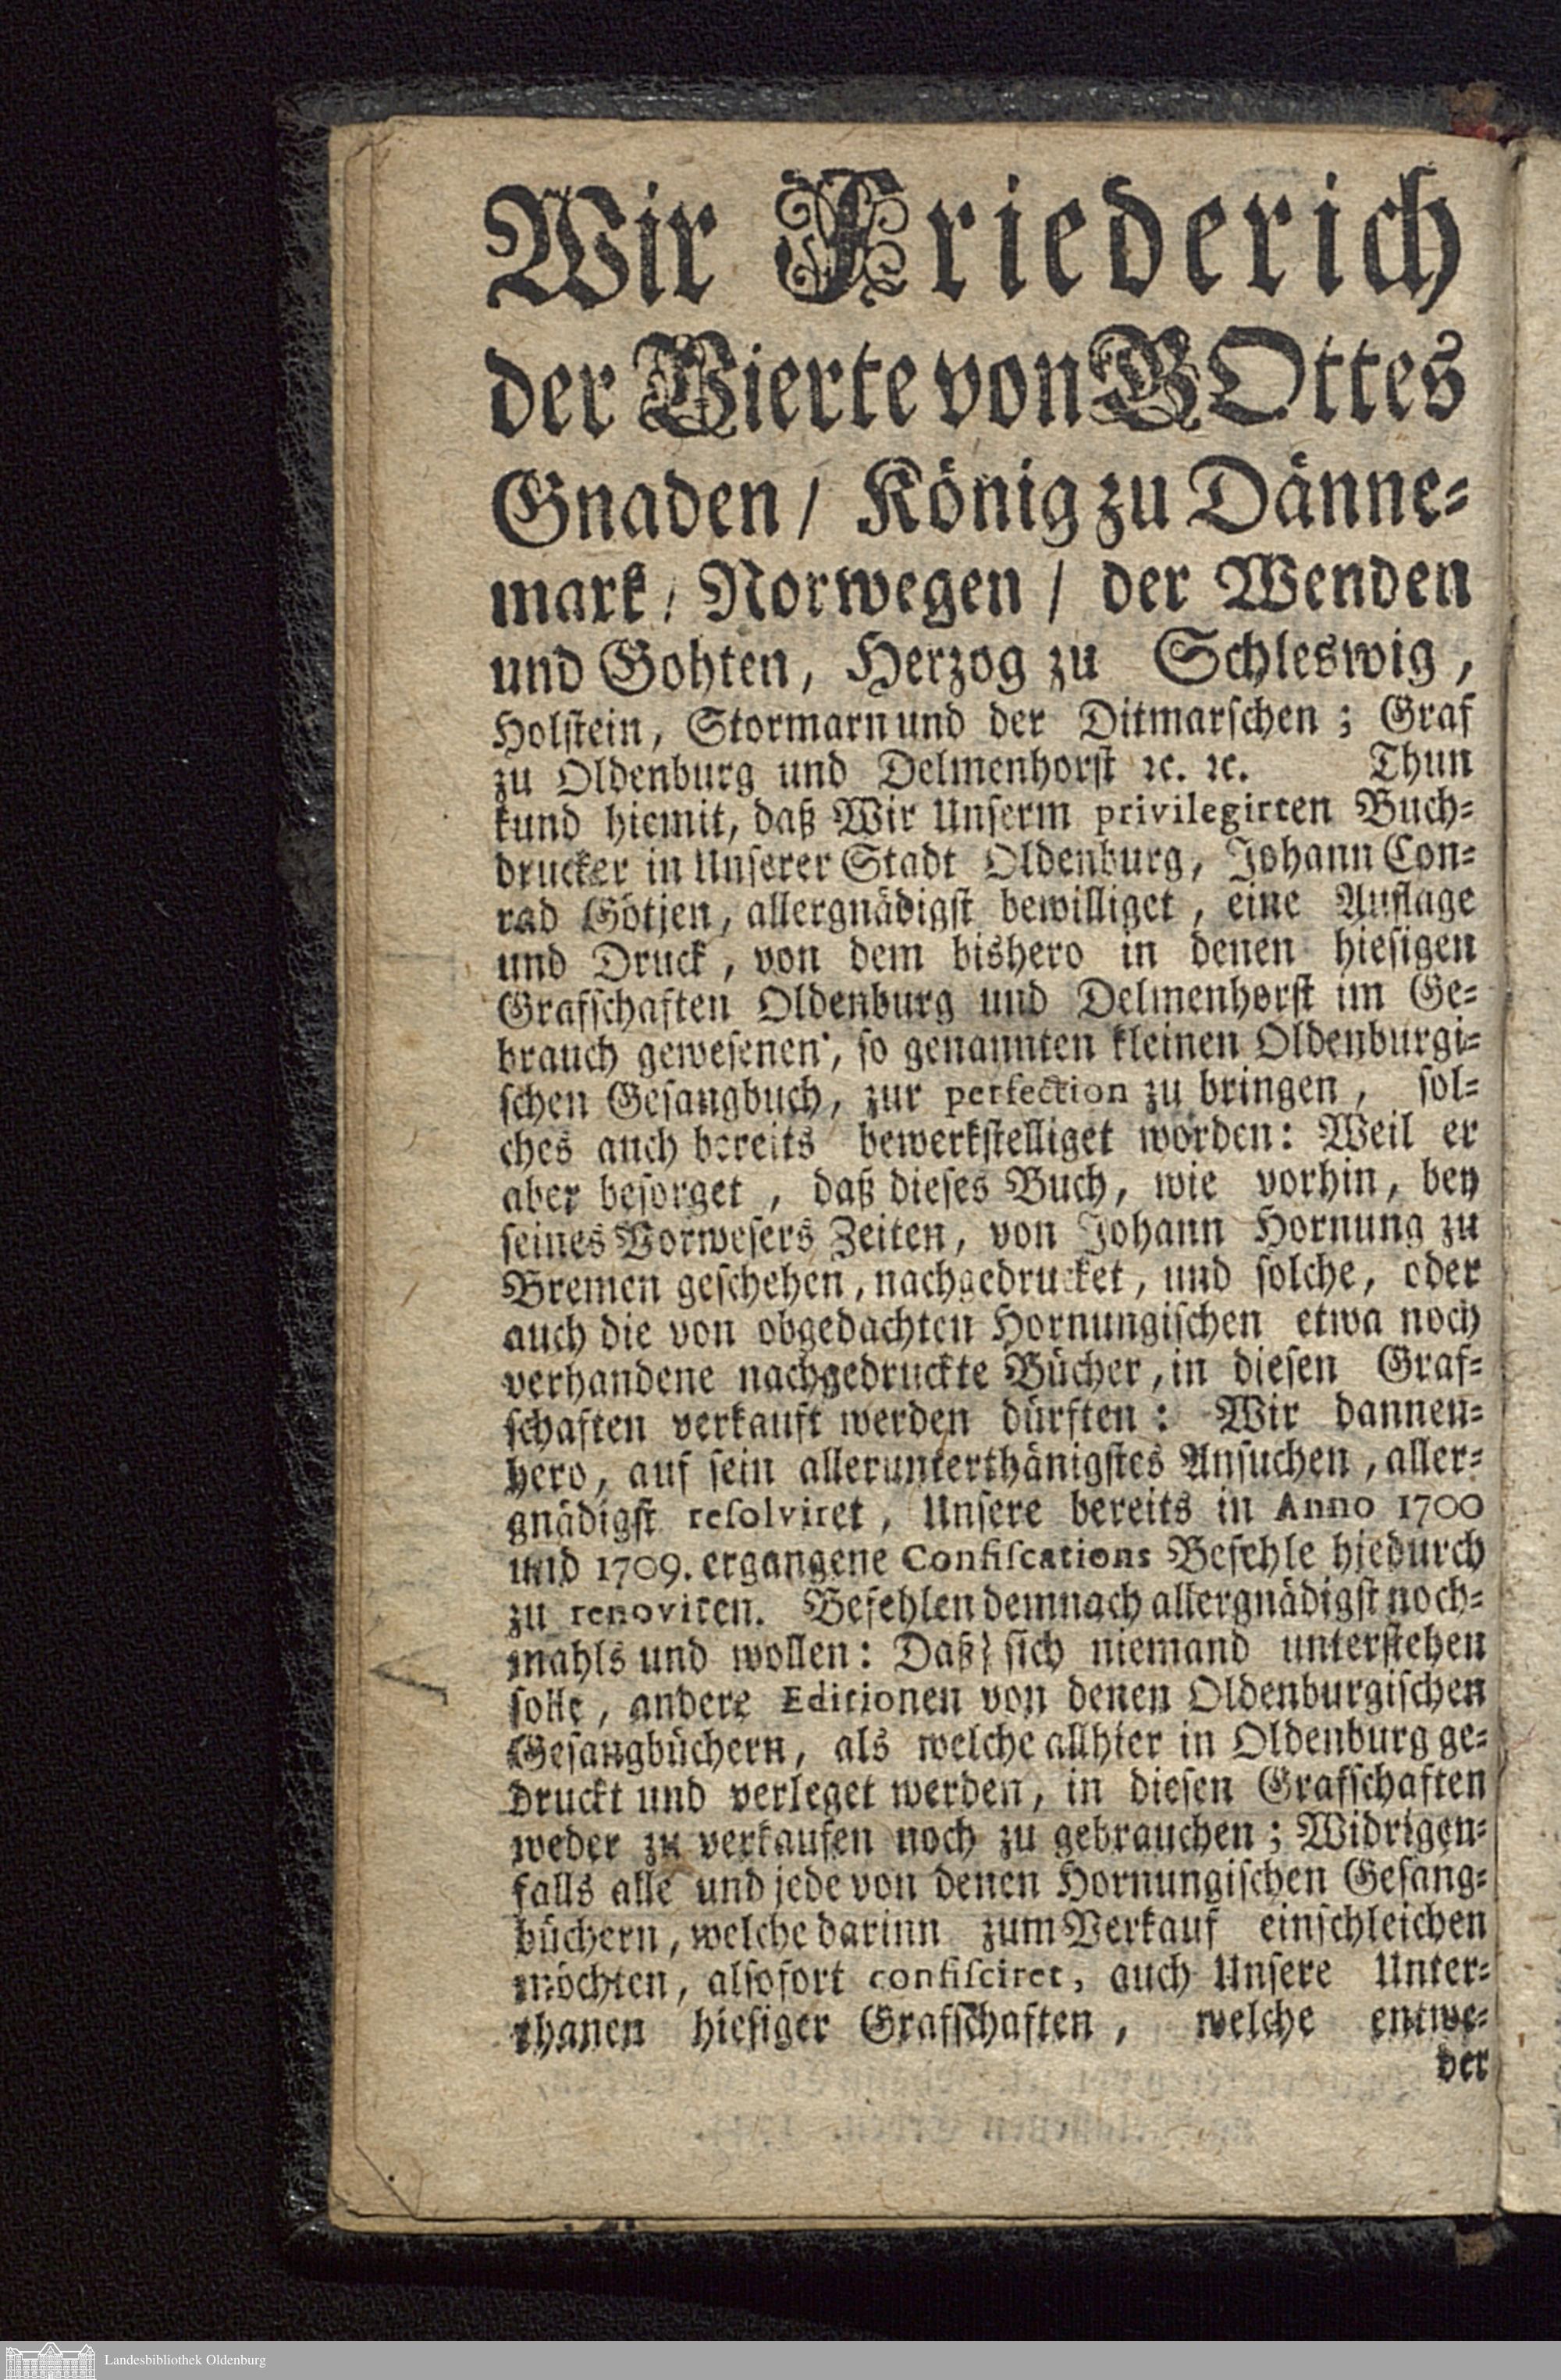 Wir Friederich
der Vierte von GOttes
Gnaden / König zu Dänne-
mark / Norwegen / der Wenden
und Gohten, Herzog zu Schleswig,
Holstein, Stormarn und der Ditmarschen; Graf
zu Oldenburg und Delmenhorst ꝛc. ꝛc. Thun
kund hiemit, daß Wir Unserm privilegirten Buch-
drucker in Unserer Stadt Oldenburg, Johann Con-
rad Götjen, allergnädigst bewilliget, eine Auflage
und Druck, von dem bishero in denen hiesigen
Grafschaften Oldenburg und Delmenhorst im Ge-
brauch gewesenen, so genannten kleinen Oldenburgi-
schen Gesangbuch, zur perfection zu bringen, sol-
ches auch bereits bewerkstelliget worden: Weil er
aber besorget, daß dieses Buch, wie vorhin, bey
seines Vorwesers Zeiten, von Johann Hornung zu
Bremen geschehen, nachgedrucket, und solche, oder
auch die von obgedachten Hornungischen etwa noch
verhandene nachgedruckte Bücher, in diesen Graf-
schaften verkauft werden dürften: Wir dannen-
hero, auf sein allerunterthänigstes Ansuchen, aller-
gnädigst resolviret, Unsere bereits in Anno 1700
und 1709. ergangene Confiscations Befehle hiedurch
zu renoviren. Befehlen demnach allergnädigst noch-
mahls und wollen: Daß sich niemand unterstehen
solle, andere Editionen von denen Oldenburgischen
Gesangbüchern, als welche allhier in Oldenburg ge-
druckt und verleget werden, in diesen Grafschaften
weder zu verkaufen noch zu gebrauchen; Widrigen-
falls alle und jede von denen Hornungischen Gesang-
büchern, welche darinn zum Verkauf einschleichen
möchten, alsofort confisciret, auch Unsere Unter-
thanen hiesiger Grafschaften, welche entwe-
der
Landesbibliothek Oldenburg